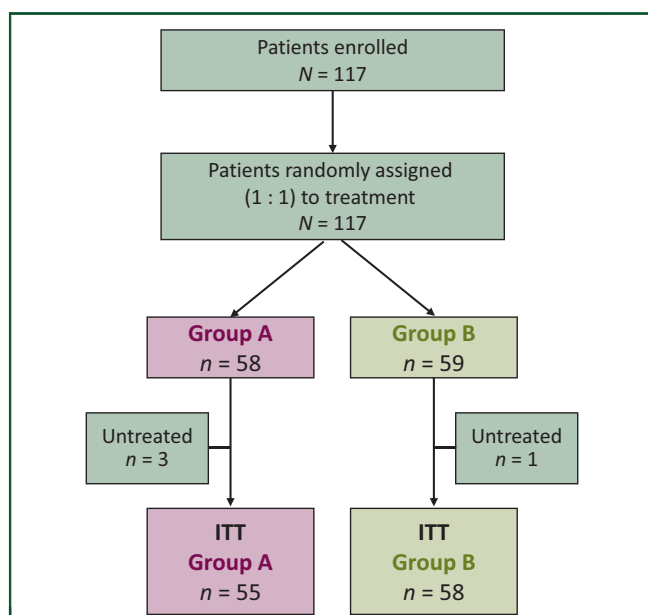 Patients enrolled
N = 117
Patients randomly assigned
(1 : 1) to treatment
N = 117
Group A
n = 58
Group B
n = 59
Untreated
n = 3
Untreated
n = 1
ITT
Group A
n = 55
ITT
Group B
n = 58